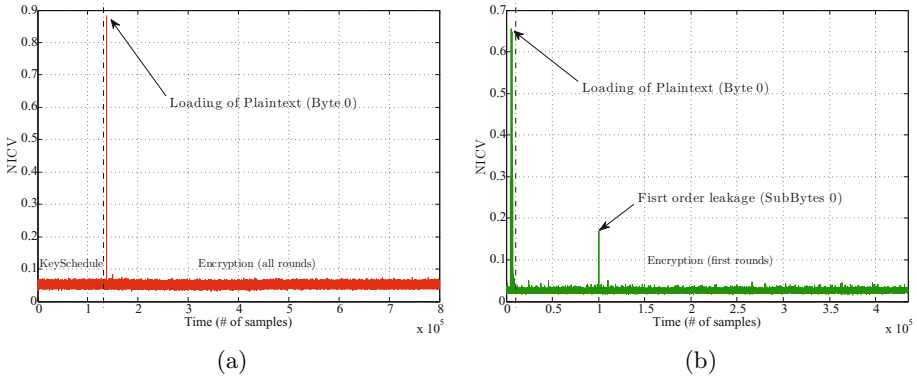 0.9
0.8
0.7
0.6
0.5
0.4
0.3
0.2
0.1
0
NICV
Loading of Plaintext (Byte 0)
KeySchedule
Encryption (all rounds)
0 1 2 3 4 5 6 7 8
Time (# of samples)
x 10^5
(a)
0.7
0.6
0.5
0.4
0.3
0.2
0.1
0
NICV
Loading of Plaintext (Byte 0)
Fisrt order leakage (SubBytes 0)
Encryption (first rounds)
0 0.5 1 1.5 2 2.5 3 3.5 4
Time (# of samples)
x 10^5
(b)